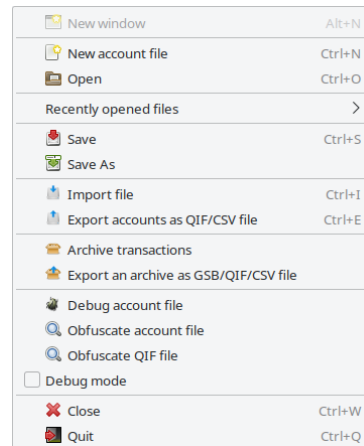 New window Alt+N
New account file Ctrl+N
Open Ctrl+O
Recently opened files
Save Ctrl+S
Save As
Import file Ctrl+I
Export accounts as QIF/CSV file Ctrl+E
Archive transactions
Export an archive as GSB/QIF/CSV file
Debug account file
Obfuscate account file
Obfuscate QIF file
Debug mode
Close Ctrl+W
Quit Ctrl+Q